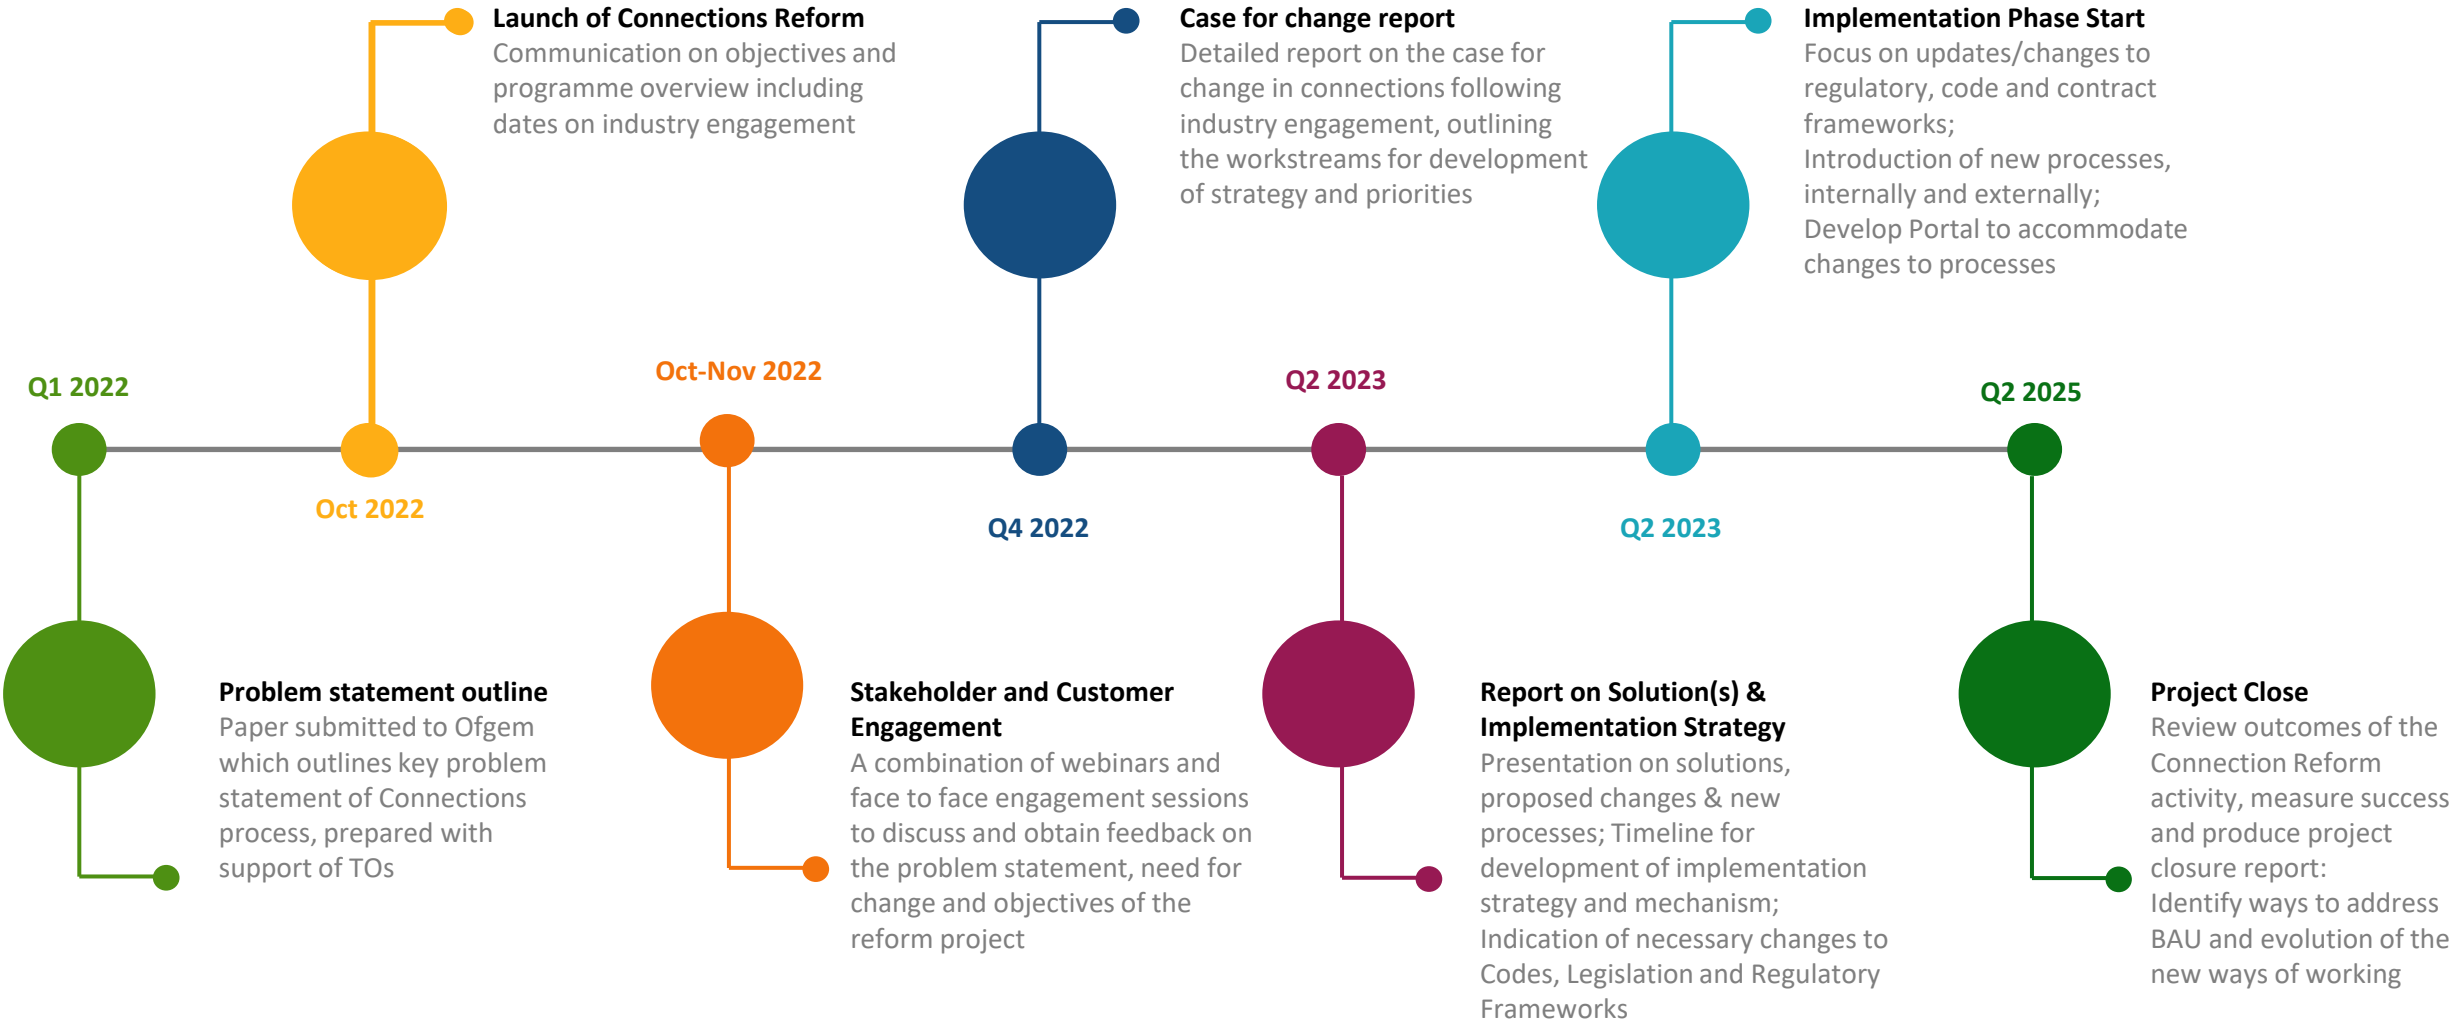 Launch of Connections Reform
Communication on objectives and
programme overview including
dates on industry engagement
Case for change report
Detailed report on the case for
change in connections following
industry engagement, outlining
the workstreams for development
of strategy and priorities
Implementation Phase Start
Focus on updates/changes to
regulatory, code and contract
frameworks;
Introduction of new processes,
internally and externally;
Develop Portal to accommodate
changes to processes
Q1 2022
Oct 2022
Oct-Nov 2022
Q4 2022
Q2 2023
Q2 2023
Q2 2025
Problem statement outline
Paper submitted to Ofgem
which outlines key problem
statement of Connections
process, prepared with
support of TOs
Stakeholder and Customer
Engagement
A combination of webinars and
face to face engagement sessions
to discuss and obtain feedback on
the problem statement, need for
change and objectives of the
reform project
Report on Solution(s) &
Implementation Strategy
Presentation on solutions,
proposed changes & new
processes; Timeline for
development of implementation
strategy and mechanism;
Indication of necessary changes to
Codes, Legislation and Regulatory
Frameworks
Project Close
Review outcomes of the
Connection Reform
activity, measure success
and produce project
closure report:
Identify ways to address
BAU and evolution of the
new ways of working